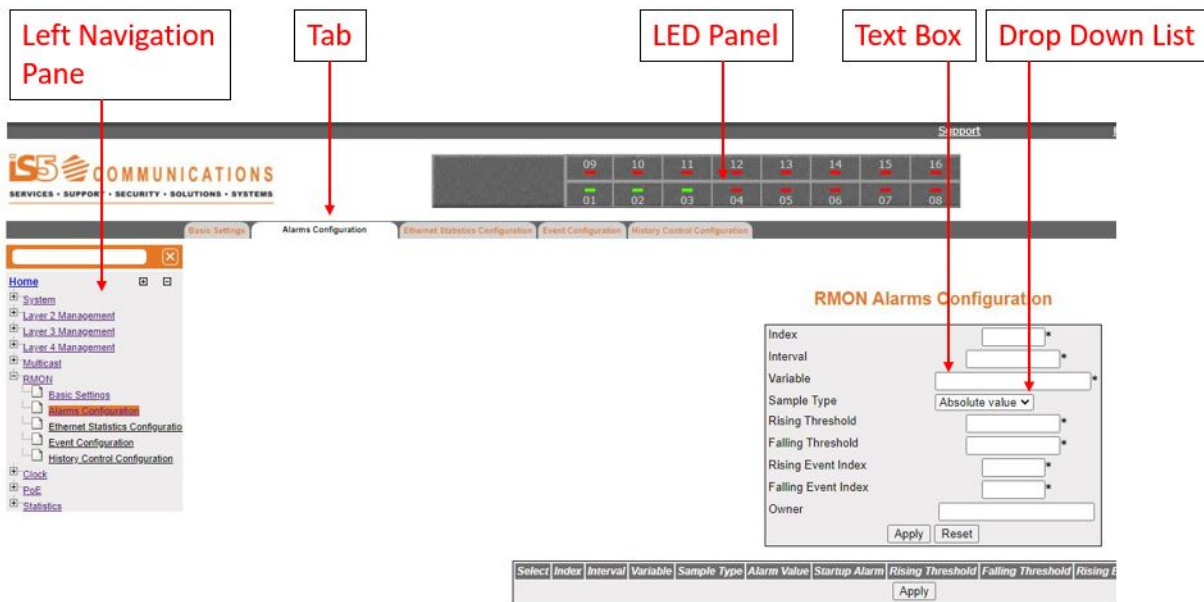 Left Navigation
Pane
Tab
LED Panel
Text Box
Drop Down List
Support
iS5 COMMUNICATIONS
SERVICES • SUPPORT • SECURITY • SOLUTIONS • SYSTEMS
09 10 11 12 13 14 15 16
01 02 03 04 05 06 07 08
Basic Settings
Alarms Configuration
Ethernet Statistics Configuration
Event Configuration
History Control Configuration
Home
System
Layer 2 Management
Layer 3 Management
Layer 4 Management
Multicast
RMON
Basic Settings
Alarms Configuration
Ethernet Statistics Configuratio
Event Configuration
History Control Configuration
Clock
PoE
Statistics
RMON Alarms Configuration
Index *
Interval *
Variable *
Sample Type Absolute value
Rising Threshold *
Falling Threshold *
Rising Event Index *
Falling Event Index *
Owner
Apply Reset
Select Index Interval Variable Sample Type Alarm Value Startup Alarm Rising Threshold Falling Threshold Rising
Apply